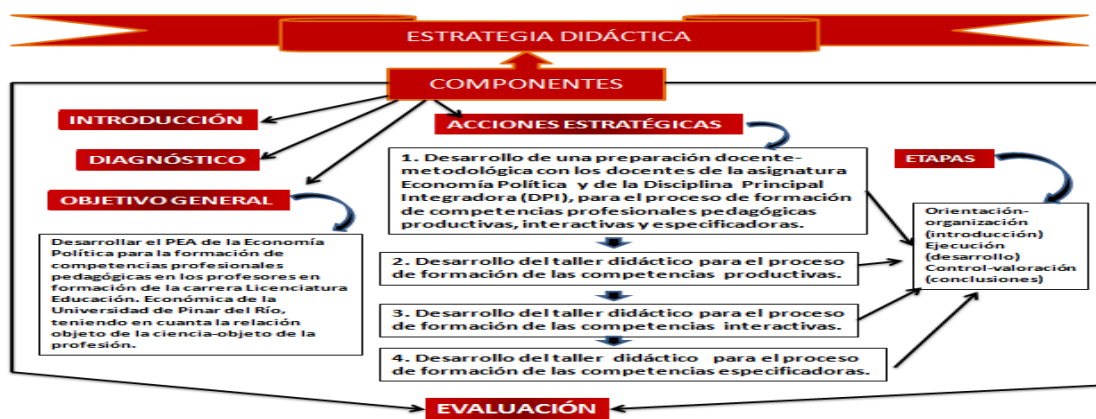 ESTRATEGIA DIDÁCTICA
COMPONENTES
INTRODUCCIÓN
DIAGNÓSTICO
OBJETIVO GENERAL
Desarrollar el PEA de la Economía
Política para la formación de
competencias profesionales
pedagógicas en los profesores en
formación de la carrera Licenciatura
Educación. Económica de la
Universidad de Pinar del Río,
teniendo en cuanta la relación
objeto de la ciencia-objeto de la
profesión.
ACCIONES ESTRATÉGICAS
1. Desarrollo de una preparación docente-
metodológica con los docentes de la asignatura
Economía Política y de la Disciplina Principal
Integradora (DPI), para el proceso de formación
de competencias profesionales pedagógicas
productivas, interactivas y especificadoras.
2. Desarrollo del taller didáctico para el proceso
de formación de las competencias productivas.
3. Desarrollo del taller didáctico para el proceso
de formación de las competencias interactivas.
4. Desarrollo del taller didáctico para el proceso
de formación de las competencias especificadoras.
ETAPAS
Orientación-
organización
(introducción)
Ejecución
(desarrollo)
Control-valoración
(conclusiones)
EVALUACIÓN